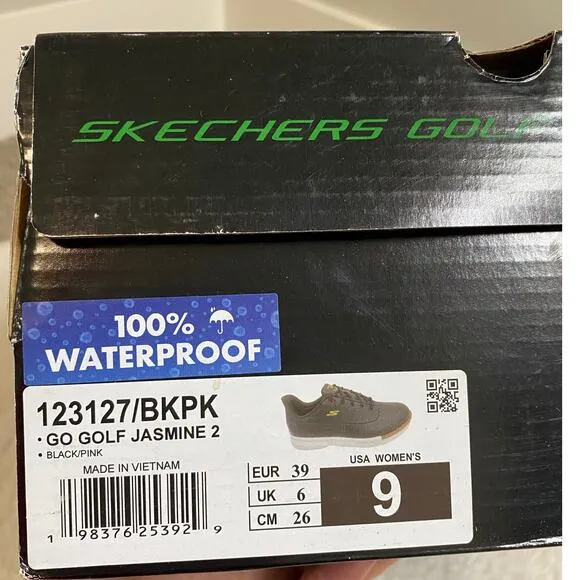 SKECHERS GOLF
100%
WATERPROOF
123127/BKPK
• GO GOLF JASMINE 2
• BLACK/PINK
MADE IN VIETNAM
1 98376 25392 9
EUR 39
UK 6
CM 26
USA WOMEN'S
9